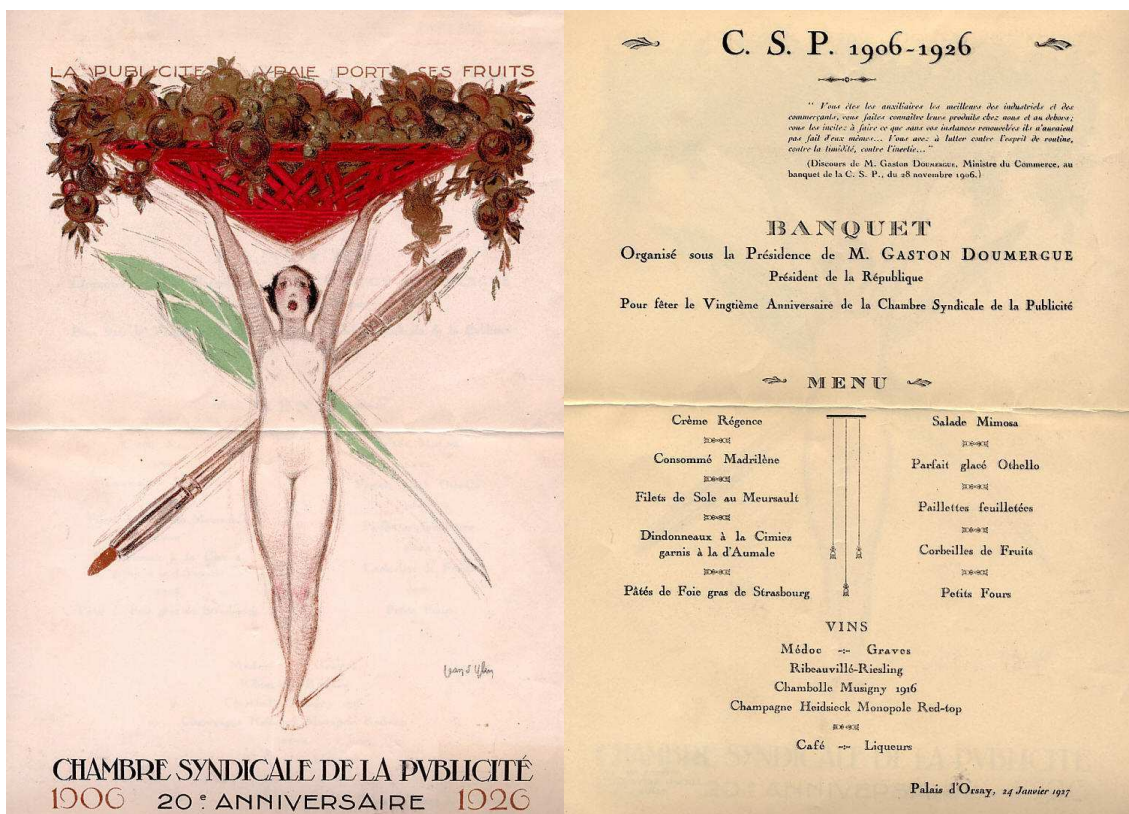 LA PUBLICITE VRAIE PORTE SES FRUITS
CHAMBRE SYNDICALE DE LA PVBLICITÉ
1906 20e ANNIVERSAIRE 1926
C. S. P. 1906-1926
" Vous êtes les auxiliaires les meilleurs des industriels et des
commerçants, vous faites connaître leurs produits chez nous et au dehors ;
vous les incitez à faire ce que sans vos instances renouvelées ils n'auraient
pas fait d'eux mêmes... Vous avez à lutter contre l'esprit de routine,
contre la timidité, contre l'inertie... "
(Discours de M. Gaston Doumergue, Ministre du Commerce, au
banquet de la C. S. P., du 28 novembre 1906.)
BANQUET
Organisé sous la Présidence de M. GASTON DOUMERGUE
Président de la République
Pour fêter le Vingtième Anniversaire de la Chambre Syndicale de la Publicité
MENU
Crème Régence
Consommé Madrilène
Filets de Sole au Meursault
Dindonneaux à la Cimiez
garnis à la d'Aumale
Pâtés de Foie gras de Strasbourg
Salade Mimosa
Parfait glacé Othello
Paillettes feuilletées
Corbeilles de Fruits
Petits Fours
VINS
Médoc -:- Graves
Ribeauvillé-Riesling
Chambolle Musigny 1916
Champagne Heidsieck Monopole Red-top
Café -:- Liqueurs
Palais d'Orsay, 24 Janvier 1927